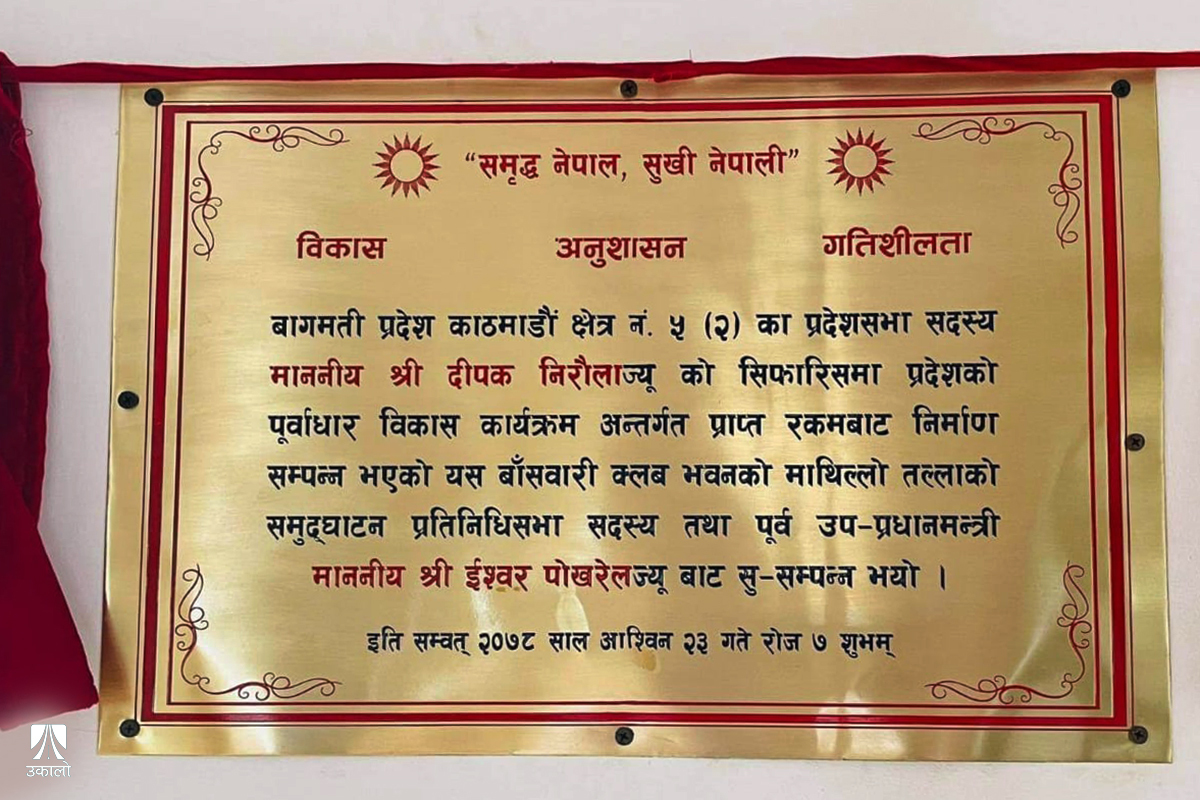 “समृद्ध नेपाल, सुखी नेपाली”
विकास अनुशासन गतिशीलता
बागमती प्रदेश काठमाडौं क्षेत्र नं. ५ (२) का प्रदेशसभा सदस्य
माननीय श्री दीपक निरौलाज्यू को सिफारिसमा प्रदेशको
पूर्वाधार विकास कार्यक्रम अन्तर्गत प्राप्त रकमबाट निर्माण
सम्पन्न भएको यस बाँसवारी क्लब भवनको माथिल्लो तल्लाको
समुद्घाटन प्रतिनिधिसभा सदस्य तथा पूर्व उप-प्रधानमन्त्री
माननीय श्री ईश्वर पोखरेलज्यू बाट सु-सम्पन्न भयो ।
इति सम्वत् २०७८ साल आश्विन २३ गते रोज ७ शुभम्
उकालो